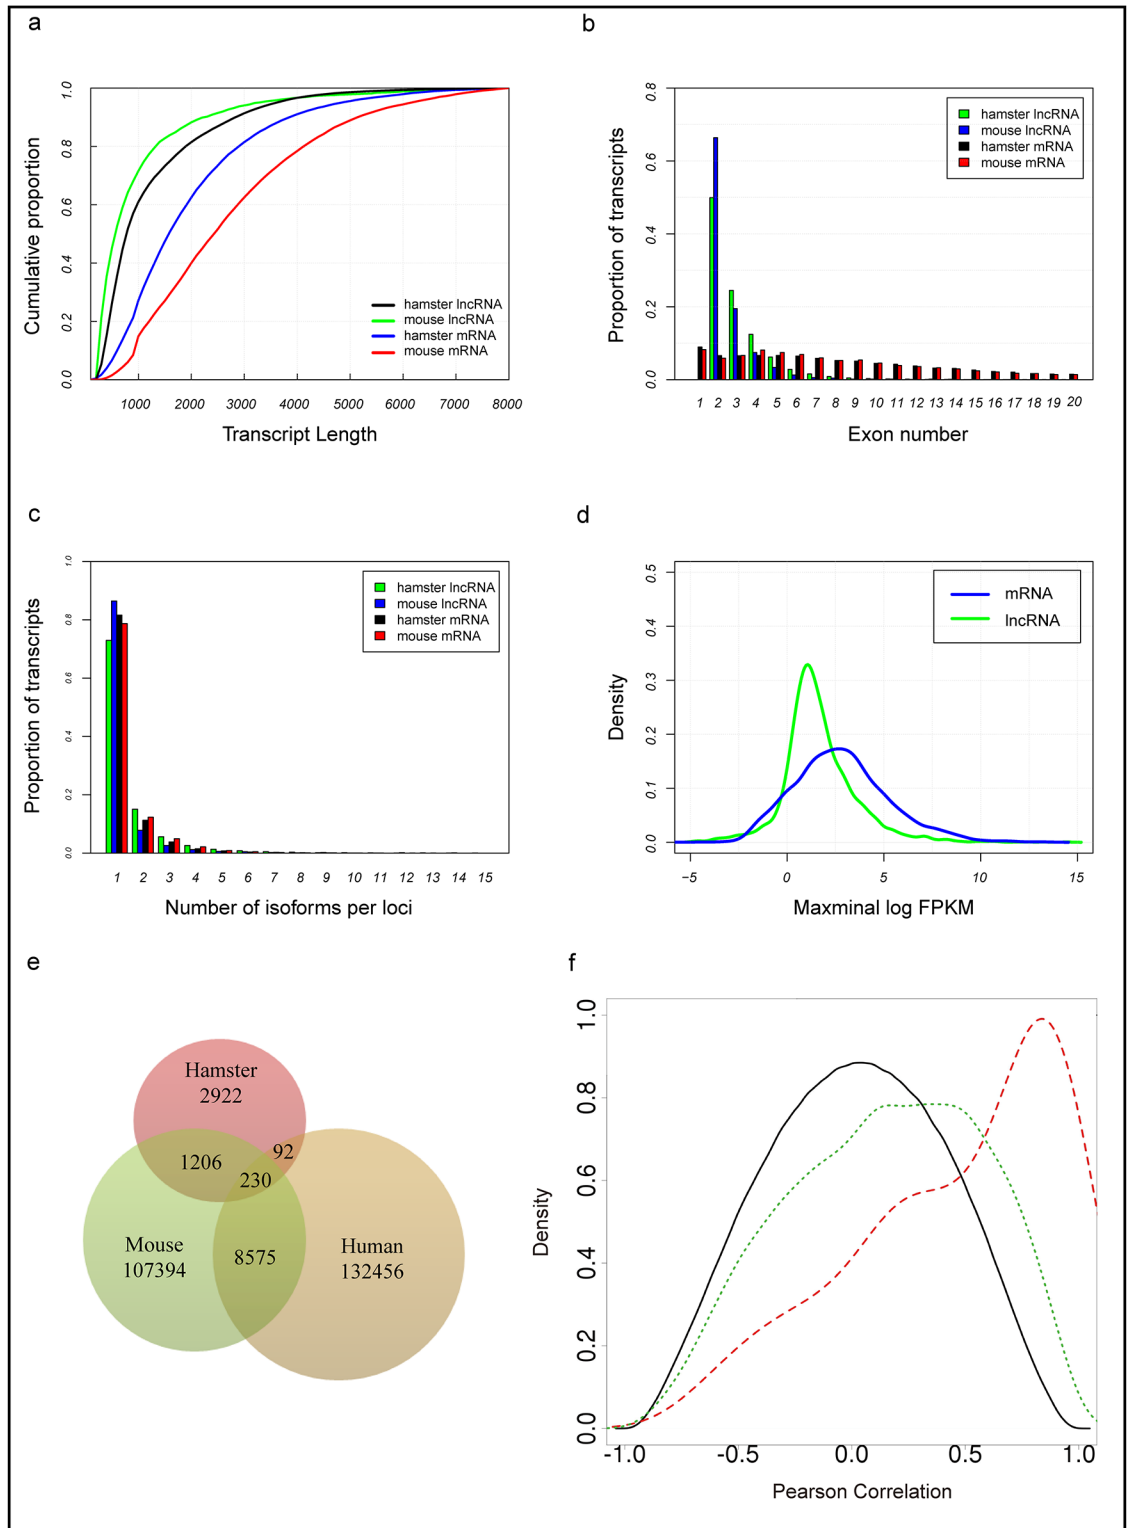 a
1.0
0.8
0.6
0.4
0.2
0.0
Cumulative proportion
hamster lncRNA
mouse lncRNA
hamster mRNA
mouse mRNA
1000 2000 3000 4000 5000 6000 7000 8000
Transcript Length
b
0.8
0.6
0.4
0.2
0.0
Proportion of transcripts
hamster lncRNA
mouse lncRNA
hamster mRNA
mouse mRNA
1 2 3 4 5 6 7 8 9 10 11 12 13 14 15 16 17 18 19 20
Exon number
c
1.0
0.8
0.6
0.4
0.2
0.0
Proportion of transcripts
hamster lncRNA
mouse lncRNA
hamster mRNA
mouse mRNA
1 2 3 4 5 6 7 8 9 10 11 12 13 14 15
Number of isoforms per loci
d
0.5
0.4
0.3
0.2
0.1
0.0
Density
mRNA
lncRNA
−5 0 5 10 15
Maxminal log FPKM
e
Hamster
2922
1206
92
230
Mouse
107394
8575
Human
132456
f
1.0
0.8
0.6
0.4
0.2
0.0
Density
-1.0 -0.5 0.0 0.5 1.0
Pearson Correlation